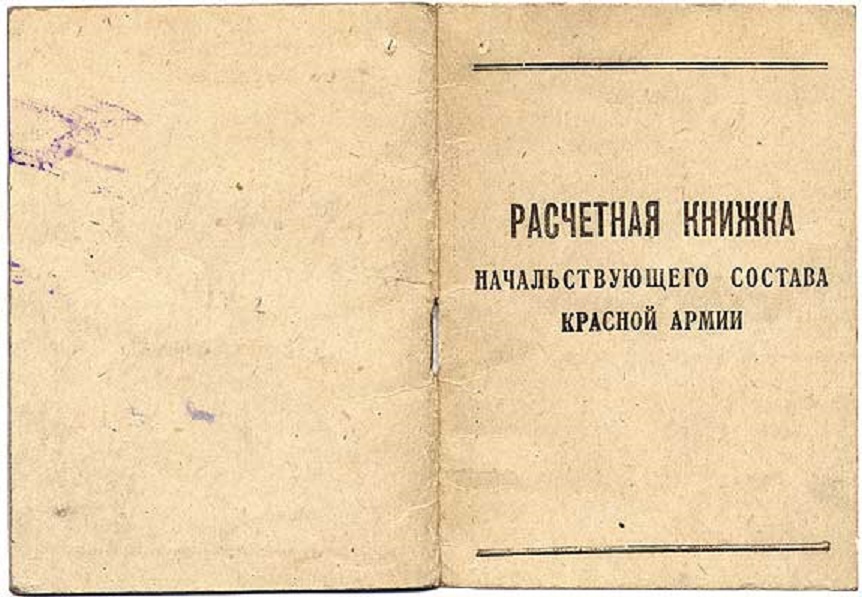 РАСЧЕТНАЯ КНИЖКА
НАЧАЛЬСТВУЮЩЕГО СОСТАВА
КРАСНОЙ АРМИИ